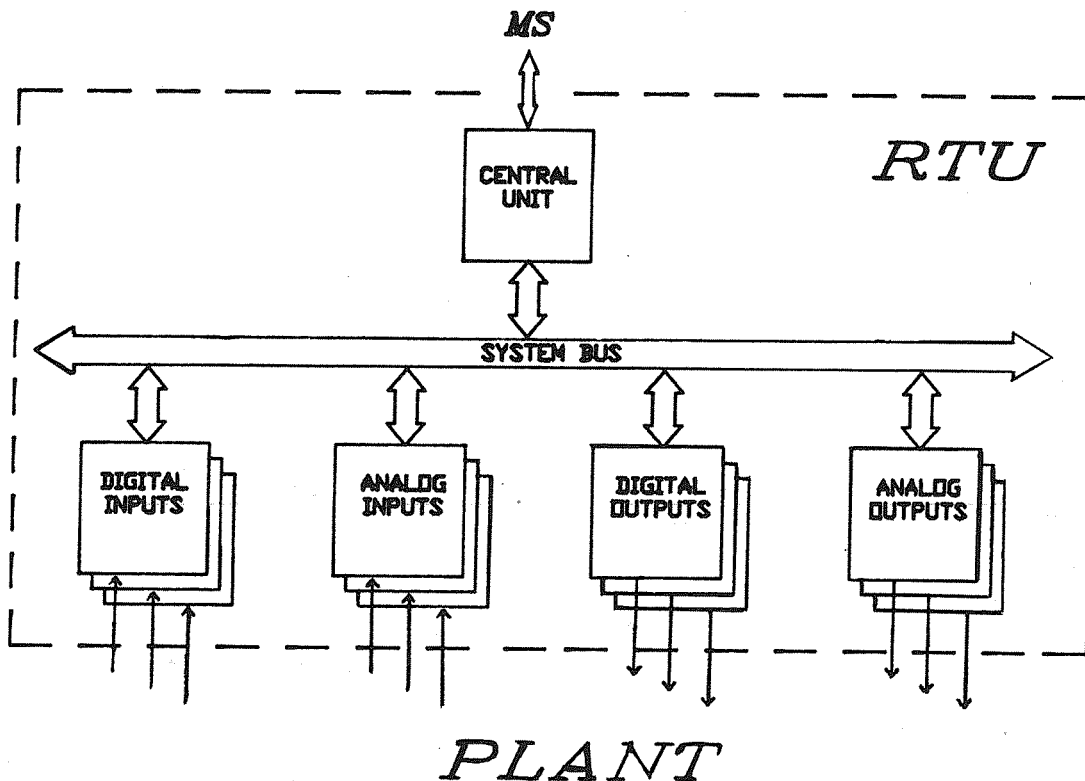 MS
RTU
CENTRAL
UNIT
SYSTEM BUS
DIGITAL
INPUTS
ANALOG
INPUTS
DIGITAL
OUTPUTS
ANALOG
OUTPUTS
PLANT